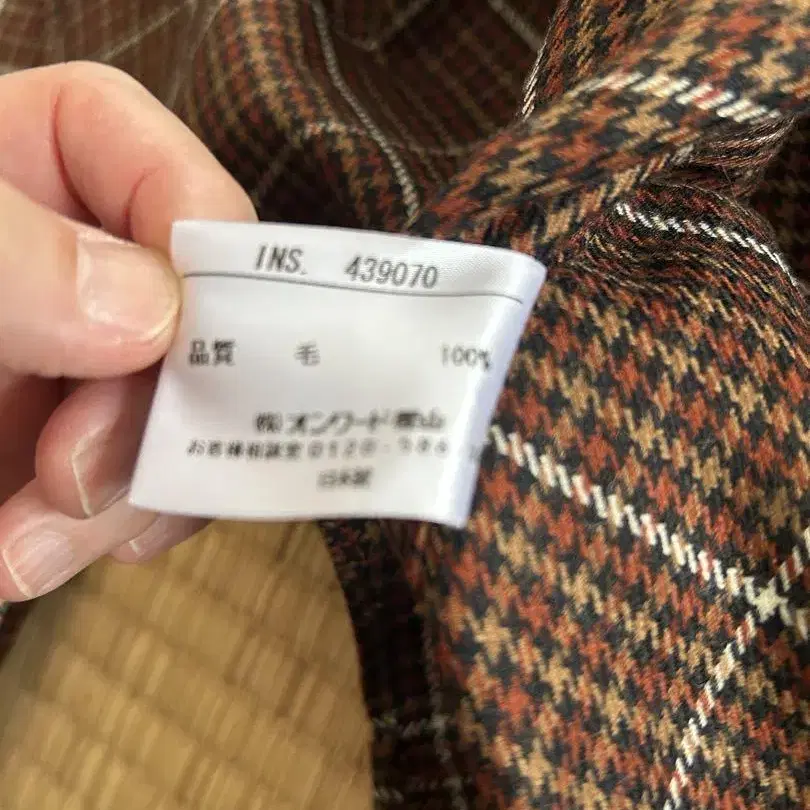 INS. 439070
品質 毛 100%
㈱オンワード樫山
お客様相談室 0120-586
日本製